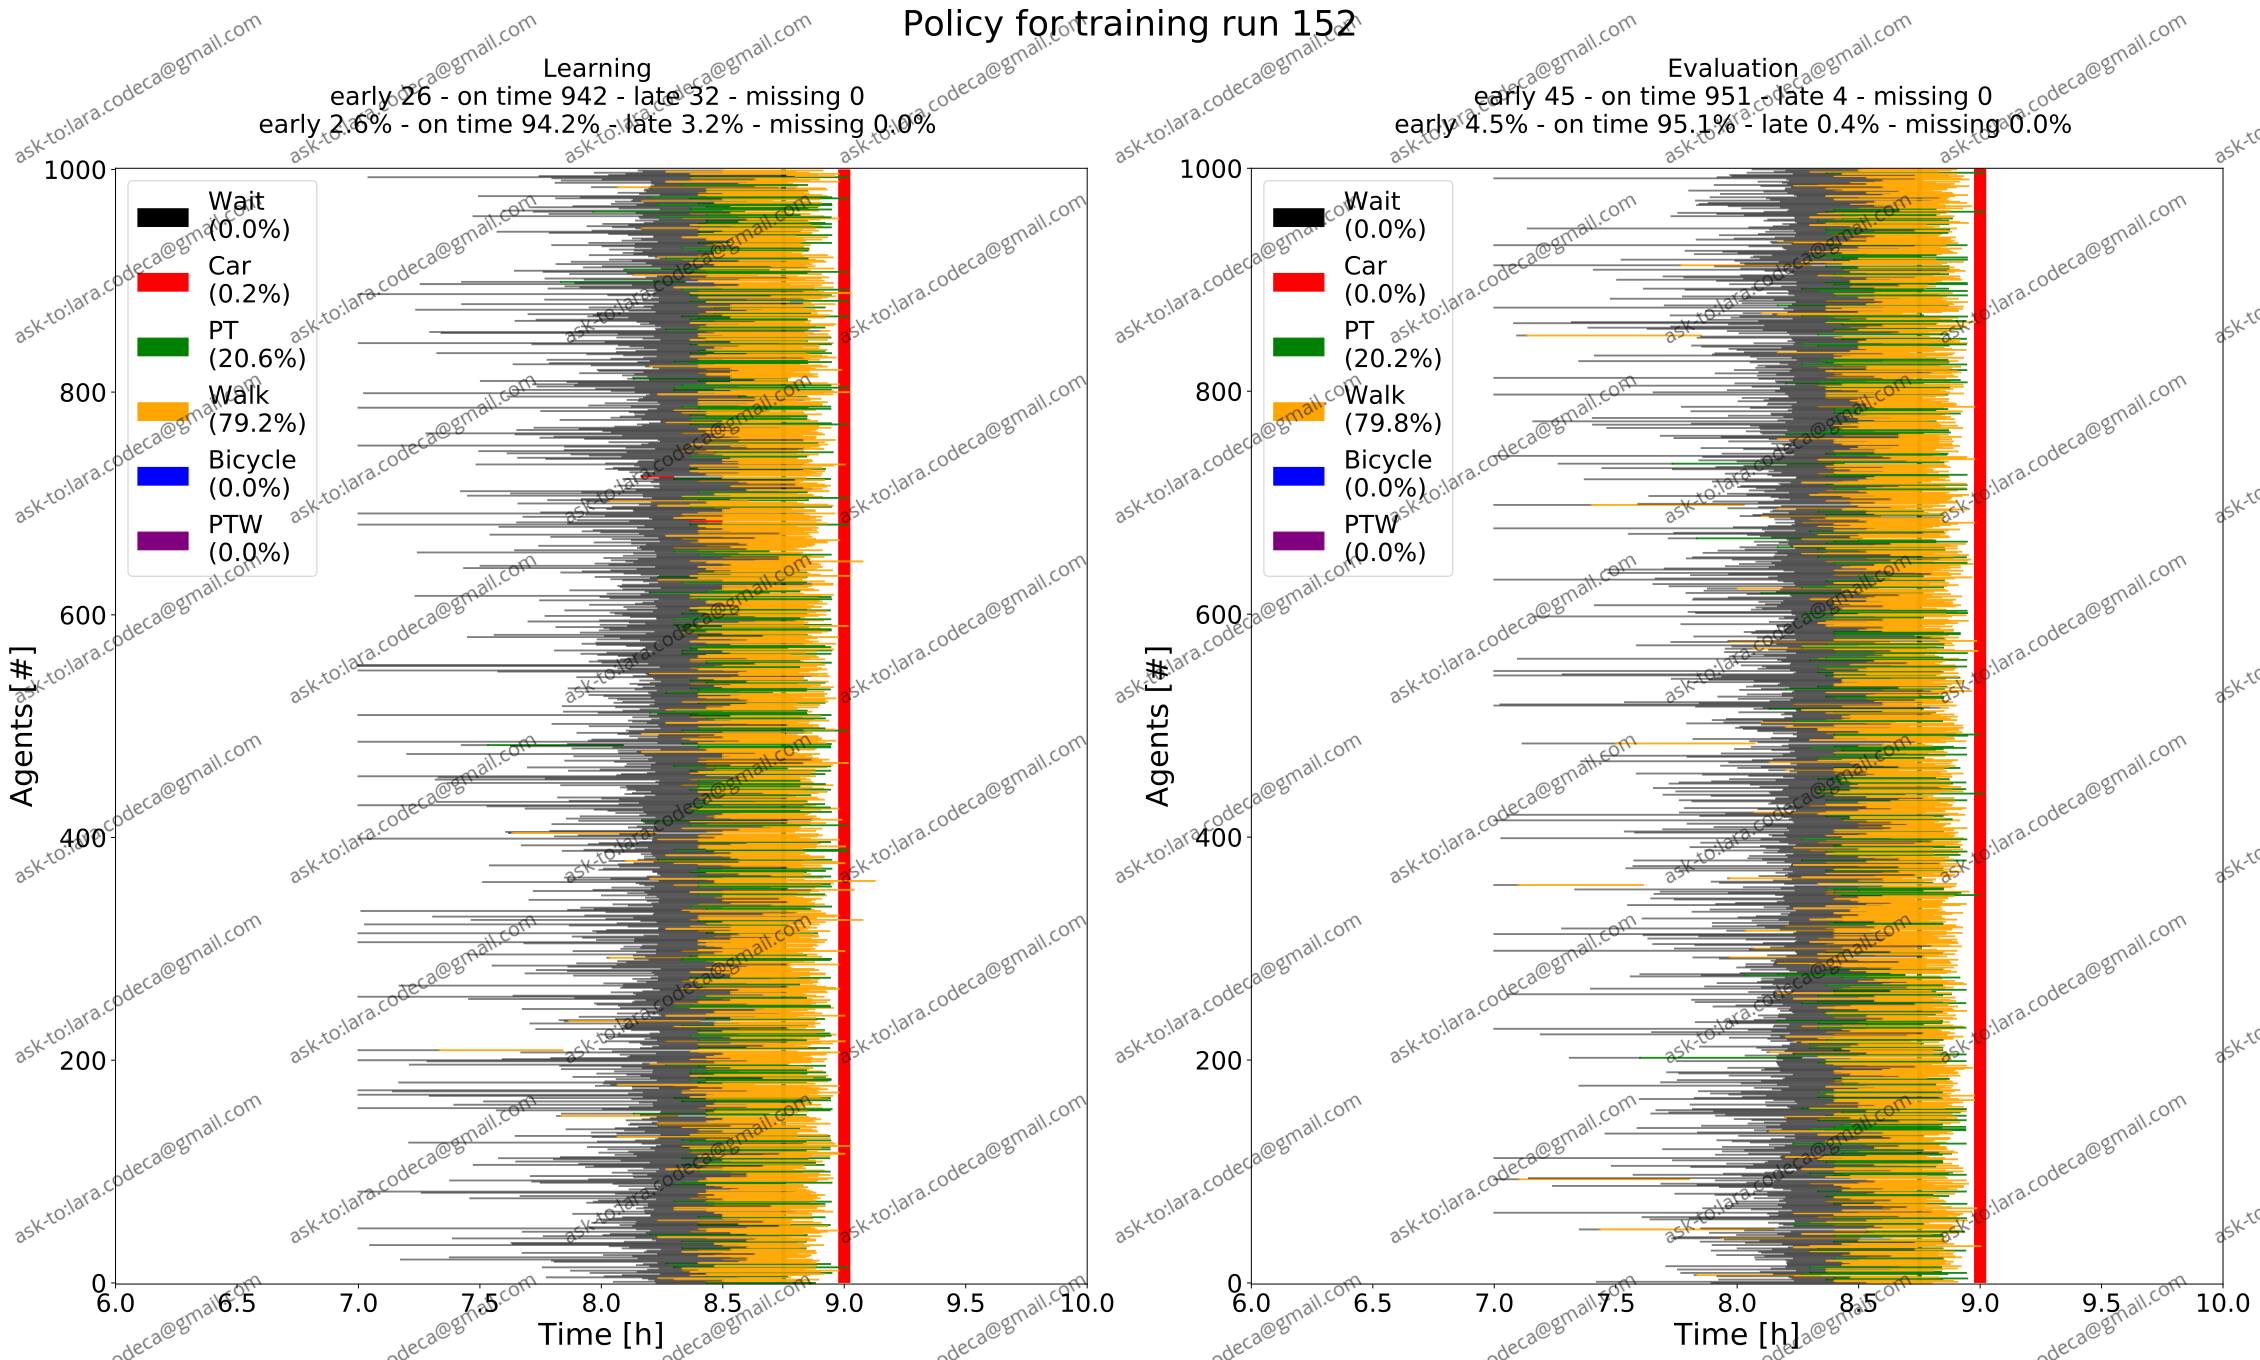 Policy for training run 152
Learning
early 26 - on time 942 - late 32 - missing 0
early 2.6% - on time 94.2% - late 3.2% - missing 0.0%
Wait
(0.0%)
Car
(0.2%)
PT
(20.6%)
Walk
(79.2%)
Bicycle
(0.0%)
PTW
(0.0%)
1000
800
600
400
200
0
Agents [#]
6.0 6.5 7.0 7.5 8.0 8.5 9.0 9.5 10.0
Time [h]
Evaluation
early 45 - on time 951 - late 4 - missing 0
early 4.5% - on time 95.1% - late 0.4% - missing 0.0%
Wait
(0.0%)
Car
(0.0%)
PT
(20.2%)
Walk
(79.8%)
Bicycle
(0.0%)
PTW
(0.0%)
1000
800
600
400
200
0
Agents [#]
6.0 6.5 7.0 7.5 8.0 8.5 9.0 9.5 10.0
Time [h]
ask-to:lara.codeca@gmail.com